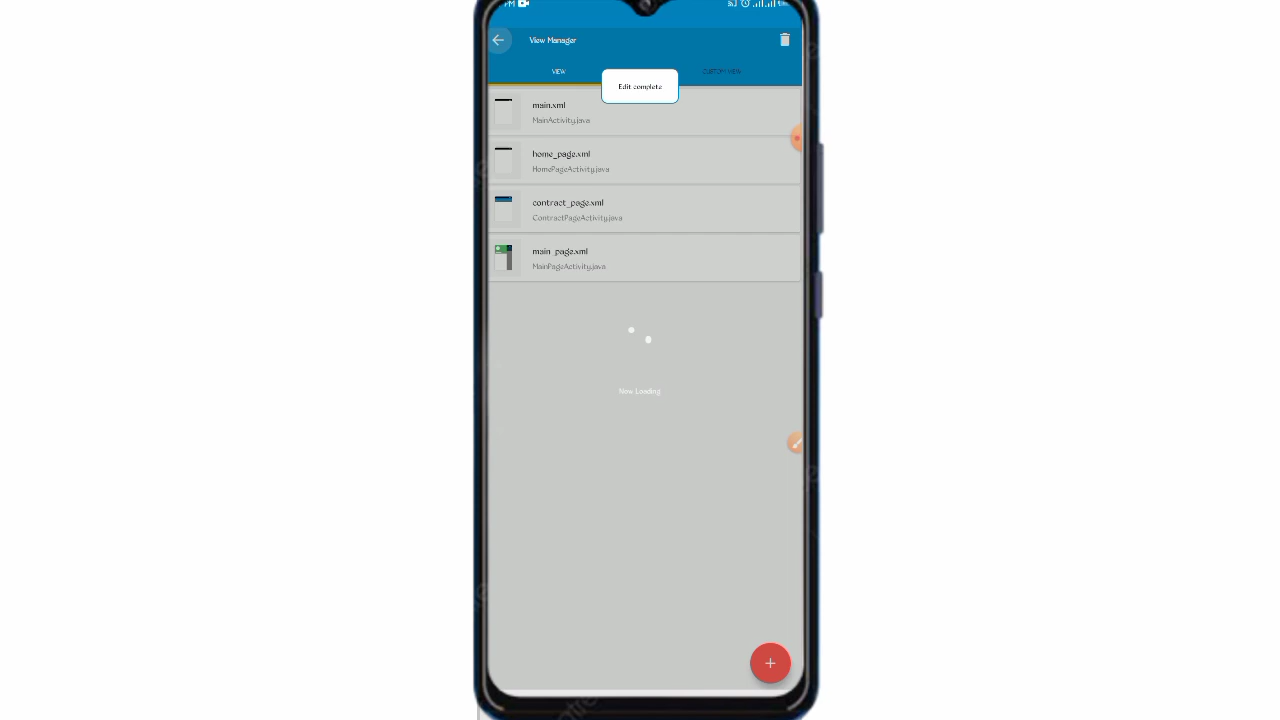 PM
View Manager
VIEW
CUSTOM VIEW
Edit complete
main.xml
MainActivity.java
home_page.xml
HomePageActivity.java
contract_page.xml
ContractPageActivity.java
main_page.xml
MainPageActivity.java
Now Loading